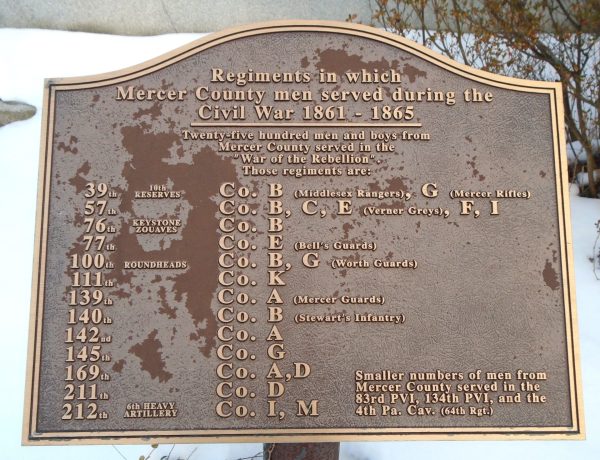 Regiments in which
Mercer County men served during the
Civil War 1861 - 1865
Twenty-five hundred men and boys from
Mercer County served in the
"War of the Rebellion".
Those regiments are:
39th 10th RESERVES Co. B (Middlesex Rangers), G (Mercer Rifles)
57th Co. B, C, E (Verner Greys), F, I
76th KEYSTONE ZOUAVES Co. B
77th Co. E (Bell's Guards)
100th ROUNDHEADS Co. B, G (Worth Guards)
111th Co. K
139th Co. A (Mercer Guards)
140th Co. B (Stewart's Infantry)
142nd Co. A
145th Co. G
169th Co. A,D
211th Co. D
212th 6th HEAVY ARTILLERY Co. I, M
Smaller numbers of men from
Mercer County served in the
83rd PVI, 134th PVI, and the
4th Pa. Cav. (64th Rgt.)